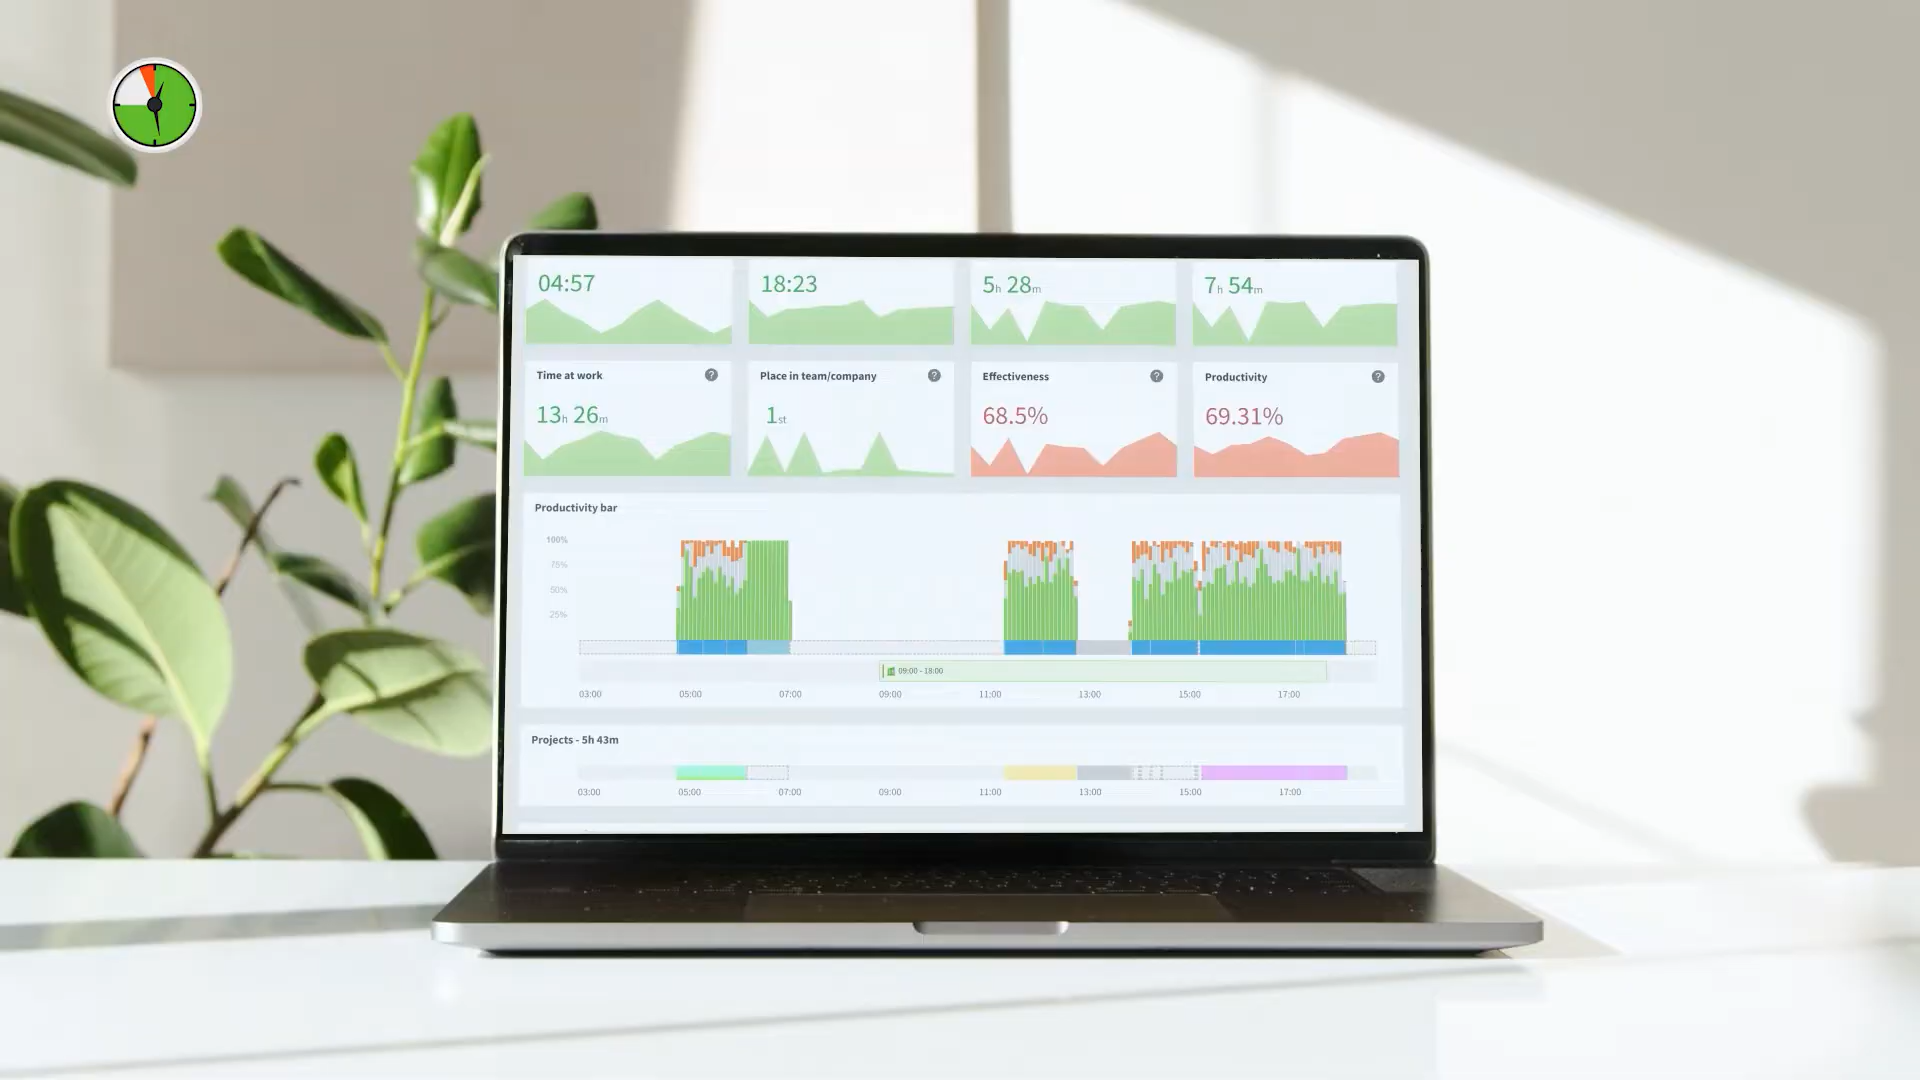 04:57 18:23 5h 28m 7h 54m
Time at work ? Place in team/company ? Effectiveness ? Productivity ?
13h 26m 1st 68.5% 69.31%
Productivity bar
100%
75%
50%
25%
09:00 - 18:00
03:00 05:00 07:00 09:00 11:00 13:00 15:00 17:00
Projects - 5h 43m
03:00 05:00 07:00 09:00 11:00 13:00 15:00 17:00